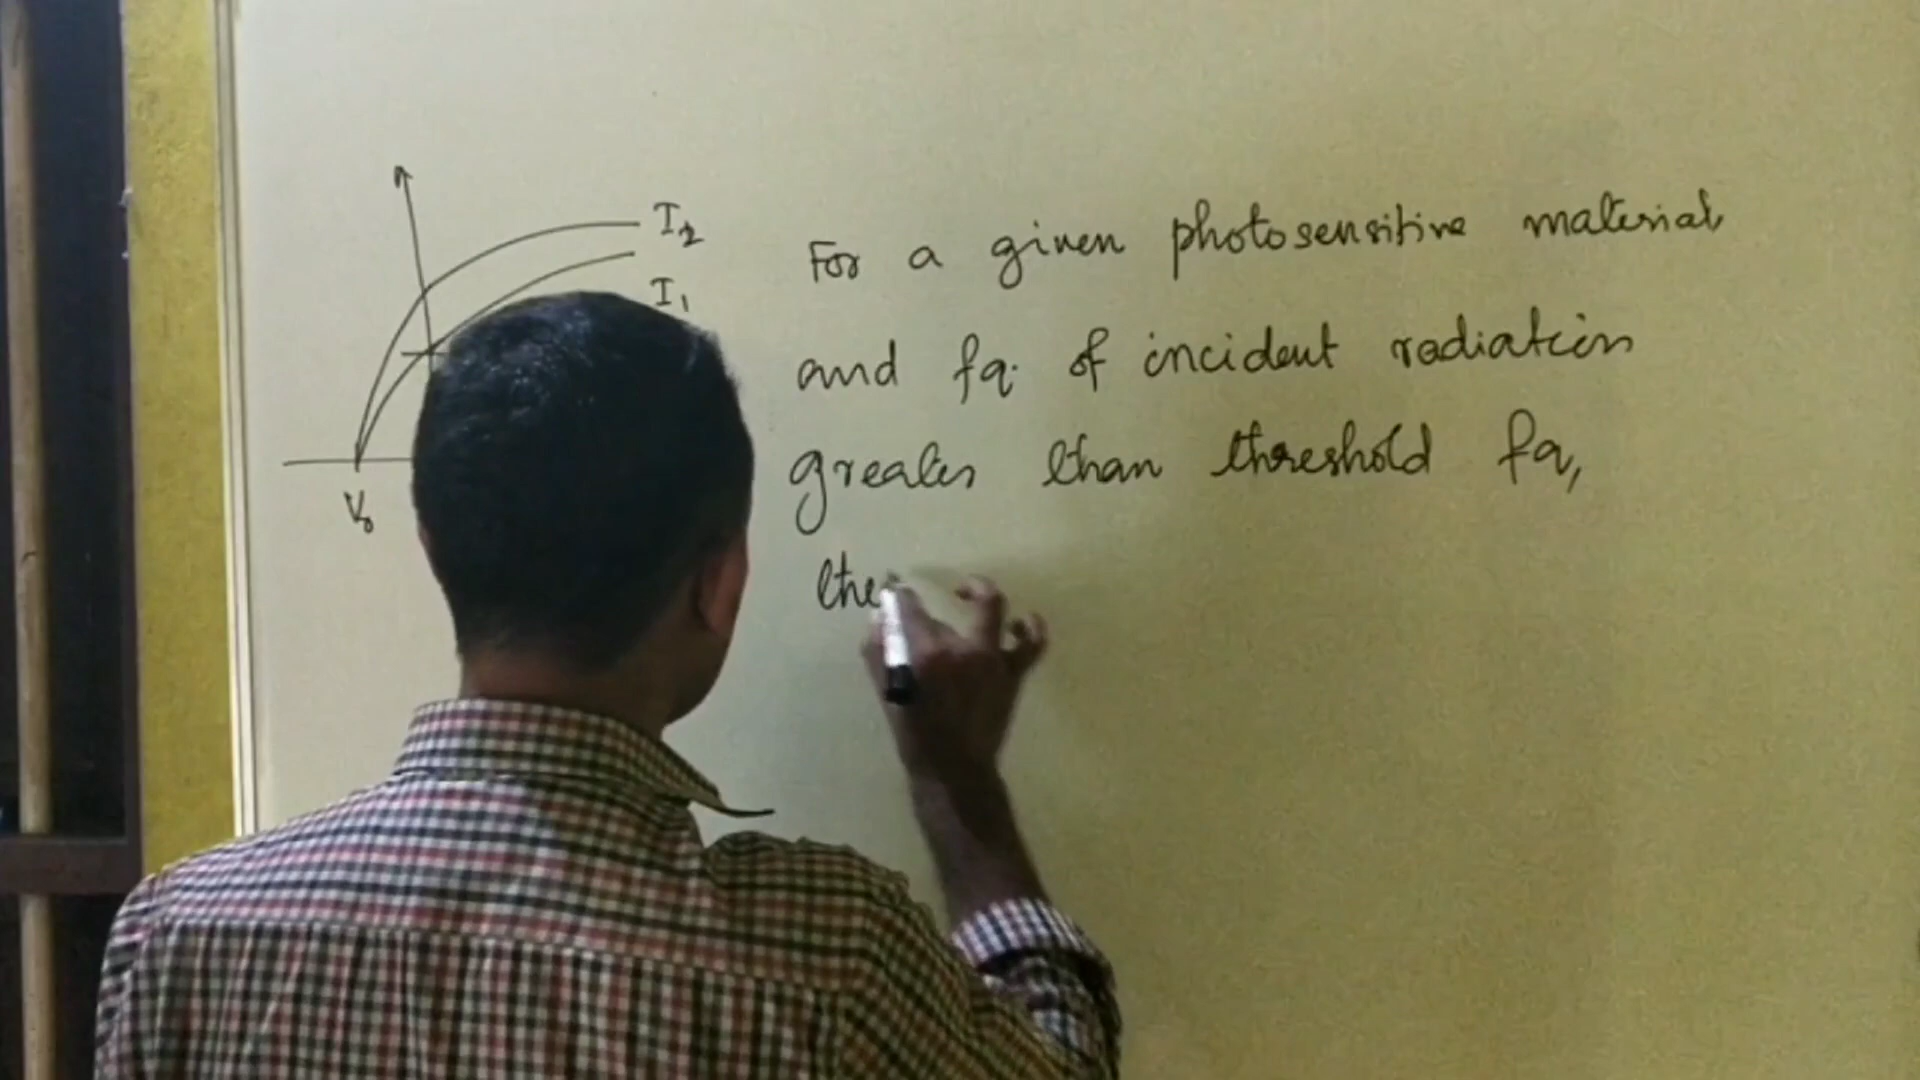 I2
I1
V0
For a given photosensitive material
and fq. of incident radiation
greater than threshold fq,
the